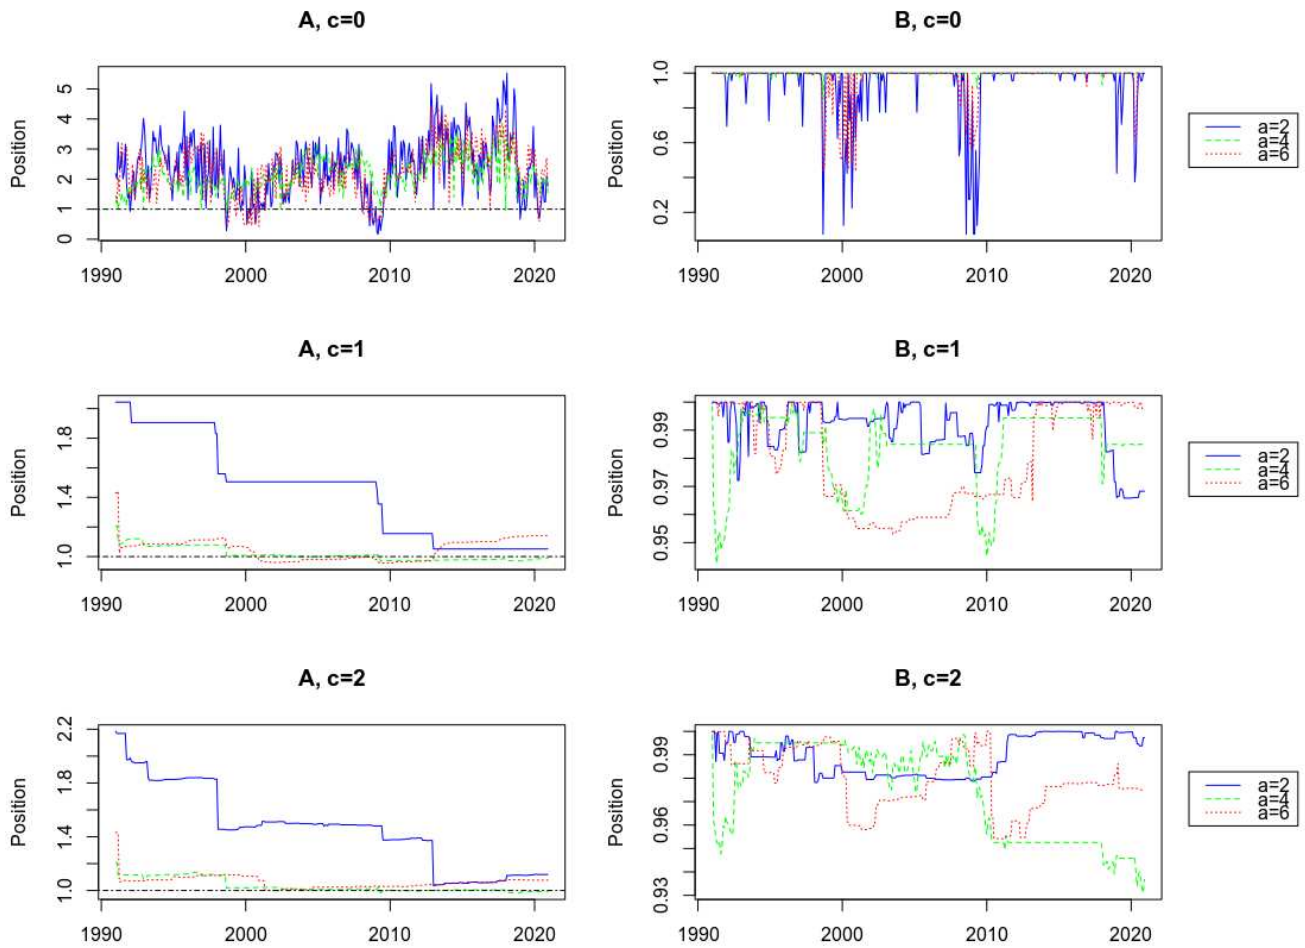 A, c=0
B, c=0
Position
0 1 2 3 4 5
1990 2000 2010 2020
Position
0.2 0.6 1.0
1990 2000 2010 2020
a=2
a=4
a=6
A, c=1
B, c=1
Position
1.0 1.4 1.8
1990 2000 2010 2020
Position
0.95 0.97 0.99
1990 2000 2010 2020
a=2
a=4
a=6
A, c=2
B, c=2
Position
1.0 1.4 1.8 2.2
1990 2000 2010 2020
Position
0.93 0.96 0.99
1990 2000 2010 2020
a=2
a=4
a=6